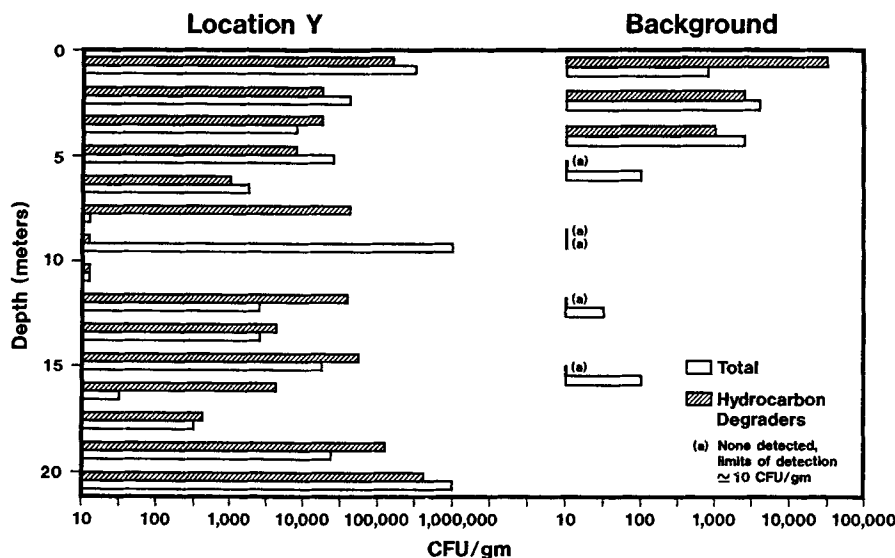 Location Y
Background
0
5
10
15
20
Depth (meters)
(a)
(a)
(a)
(a)
(a)
Total
Hydrocarbon
Degraders
(a) None detected,
limits of detection
≃ 10 CFU/gm
10 100 1,000 10,000 100,000 1,000,000
10 1,000 10,000 100,000
CFU/gm